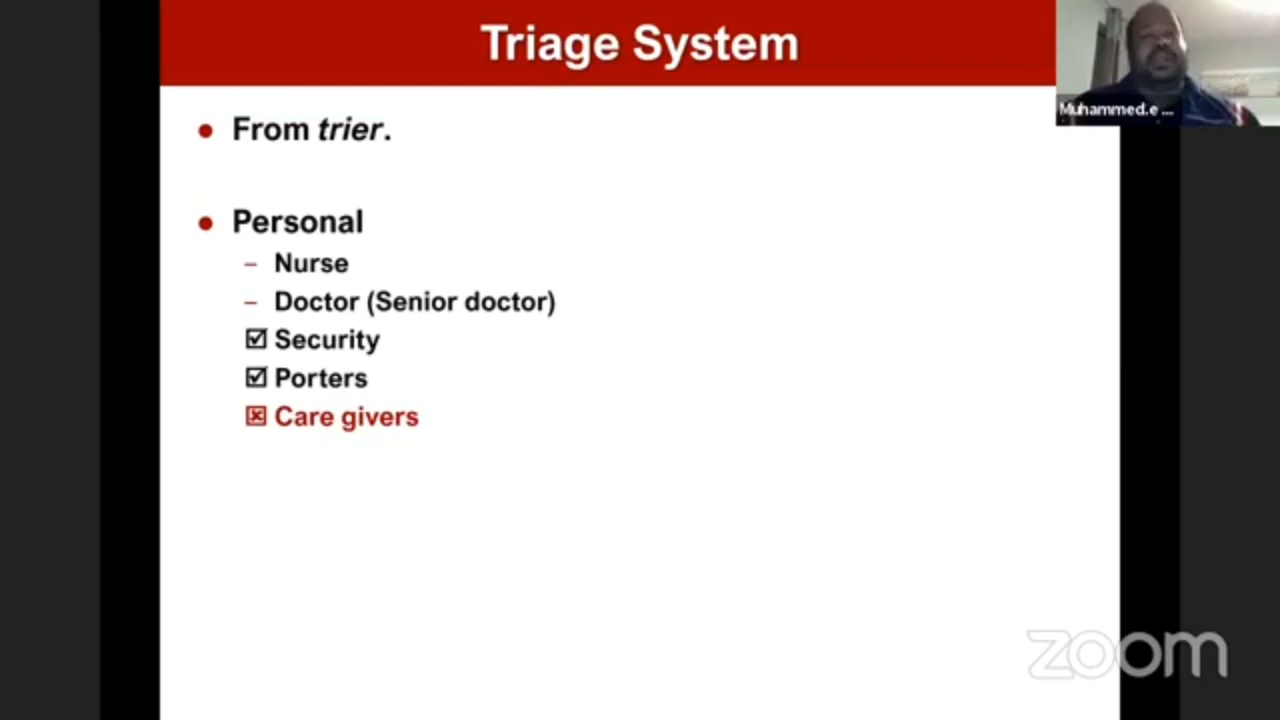 Triage System
Muhammed.e ...
• From trier.
• Personal
– Nurse
– Doctor (Senior doctor)
☑ Security
☑ Porters
☒ Care givers
zoom